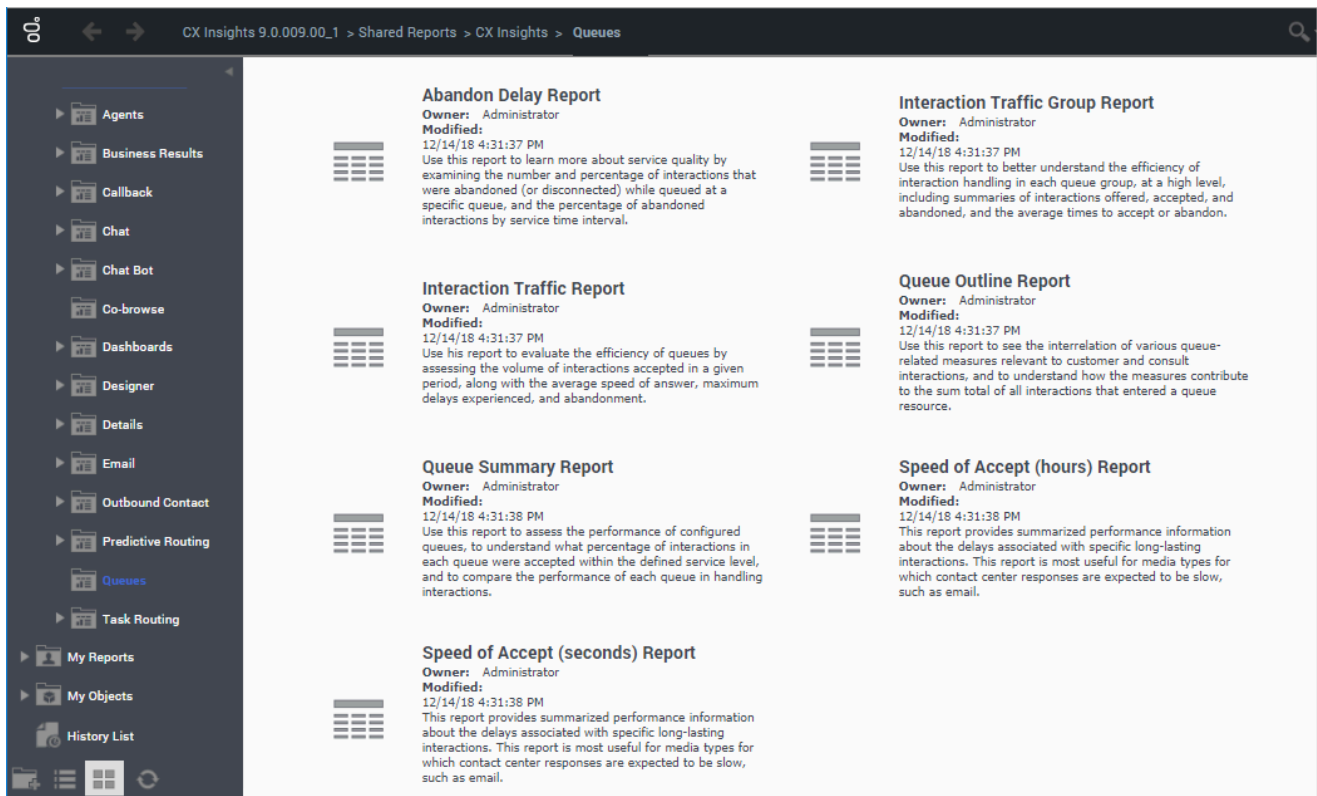 CX Insights 9.0.009.00_1 > Shared Reports > CX Insights > Queues
Agents
Business Results
Callback
Chat
Chat Bot
Co-browse
Dashboards
Designer
Details
Email
Outbound Contact
Predictive Routing
Queues
Task Routing
My Reports
My Objects
History List
Abandon Delay Report
Owner: Administrator
Modified:
12/14/18 4:31:37 PM
Use this report to learn more about service quality by
examining the number and percentage of interactions that
were abandoned (or disconnected) while queued at a
specific queue, and the percentage of abandoned
interactions by service time interval.
Interaction Traffic Group Report
Owner: Administrator
Modified:
12/14/18 4:31:37 PM
Use this report to better understand the efficiency of
interaction handling in each queue group, at a high level,
including summaries of interactions offered, accepted, and
abandoned, and the average times to accept or abandon.
Interaction Traffic Report
Owner: Administrator
Modified:
12/14/18 4:31:37 PM
Use his report to evaluate the efficiency of queues by
assessing the volume of interactions accepted in a given
period, along with the average speed of answer, maximum
delays experienced, and abandonment.
Queue Outline Report
Owner: Administrator
Modified:
12/14/18 4:31:37 PM
Use this report to see the interrelation of various queue-
related measures relevant to customer and consult
interactions, and to understand how the measures contribute
to the sum total of all interactions that entered a queue
resource.
Queue Summary Report
Owner: Administrator
Modified:
12/14/18 4:31:38 PM
Use this report to assess the performance of configured
queues, to understand what percentage of interactions in
each queue were accepted within the defined service level,
and to compare the performance of each queue in handling
interactions.
Speed of Accept (hours) Report
Owner: Administrator
Modified:
12/14/18 4:31:38 PM
This report provides summarized performance information
about the delays associated with specific long-lasting
interactions. This report is most useful for media types for
which contact center responses are expected to be slow,
such as email.
Speed of Accept (seconds) Report
Owner: Administrator
Modified:
12/14/18 4:31:38 PM
This report provides summarized performance information
about the delays associated with specific long-lasting
interactions. This report is most useful for media types for
which contact center responses are expected to be slow,
such as email.